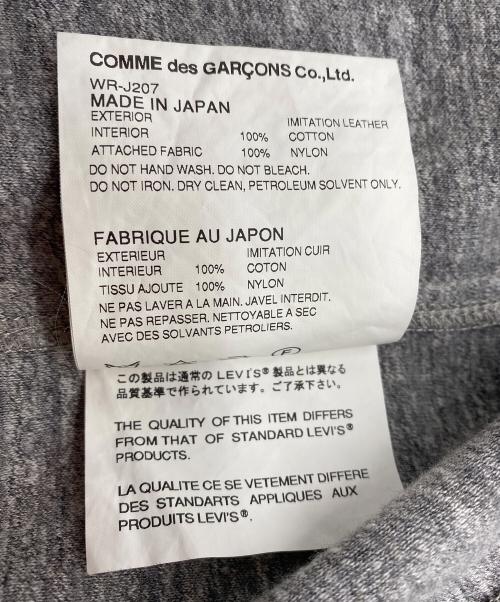 COMME des GARÇONS Co.,Ltd.
WR-J207
MADE IN JAPAN
EXTERIOR IMITATION LEATHER
INTERIOR 100% COTTON
ATTACHED FABRIC 100% NYLON
DO NOT HAND WASH. DO NOT BLEACH.
DO NOT IRON. DRY CLEAN, PETROLEUM SOLVENT ONLY.
FABRIQUE AU JAPON
EXTERIEUR IMITATION CUIR
INTERIEUR 100% COTON
TISSU AJOUTE 100% NYLON
NE PAS LAVER A LA MAIN. JAVEL INTERDIT.
NE PAS REPASSER. NETTOYABLE A SEC
AVEC DES SOLVANTS PETROLIERS.
®
この製品は通常の LEVI'S® 製品とは異なる
品質基準で作られています。ご了承下さい。
THE QUALITY OF THIS ITEM DIFFERS
FROM THAT OF STANDARD LEVI'S®
PRODUCTS.
LA QUALITE CE SE VETEMENT DIFFERE
DES STANDARTS APPLIQUES AUX
PRODUITS LEVI'S®.